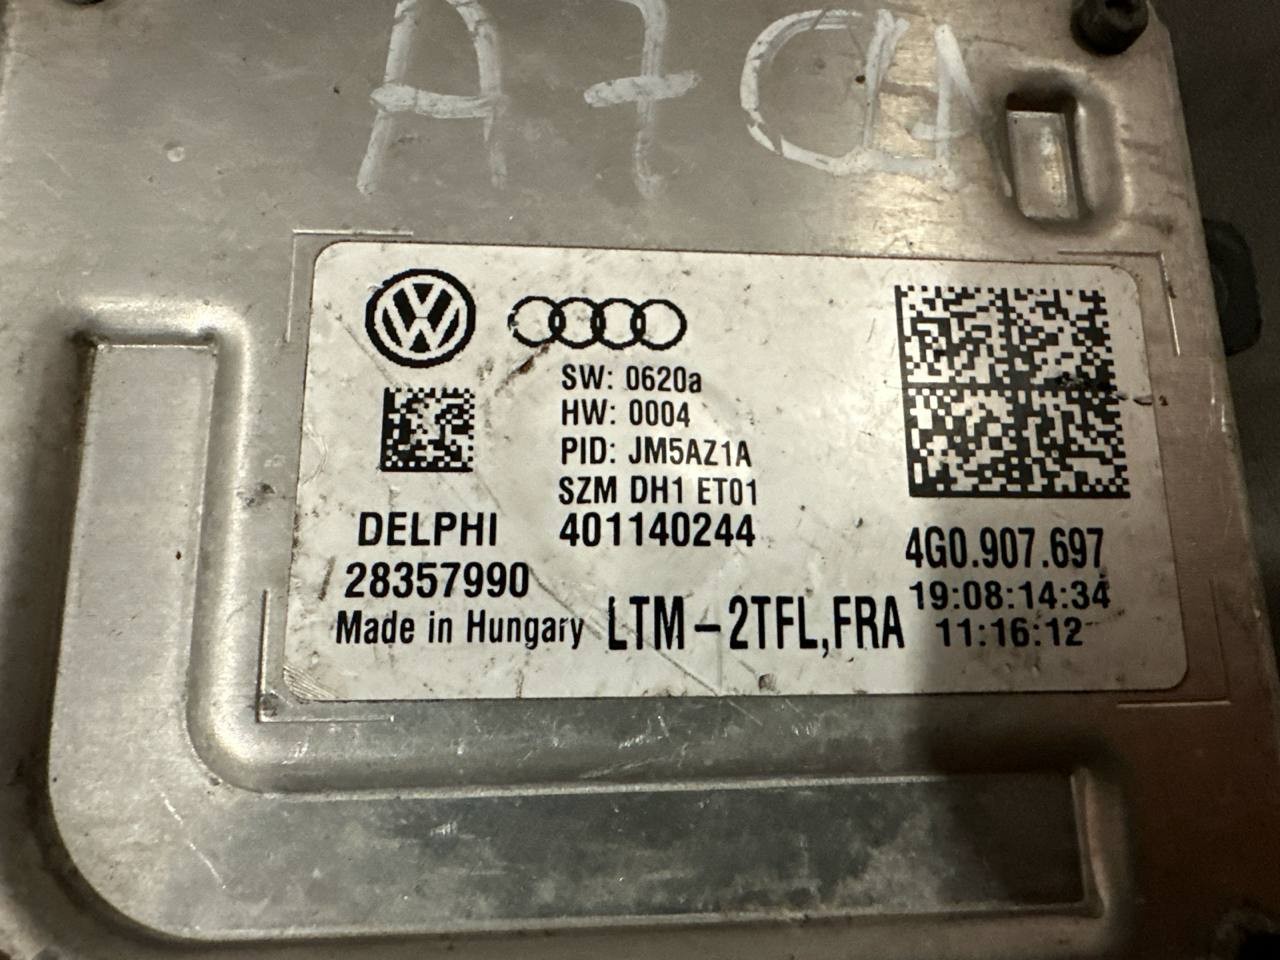 A7
SW: 0620a
HW: 0004
PID: JM5AZ1A
SZM DH1 ET01
DELPHI 401140244
28357990
Made in Hungary LTM-2TFL,FRA
4G0.907.697
19:08:14:34
11:16:12